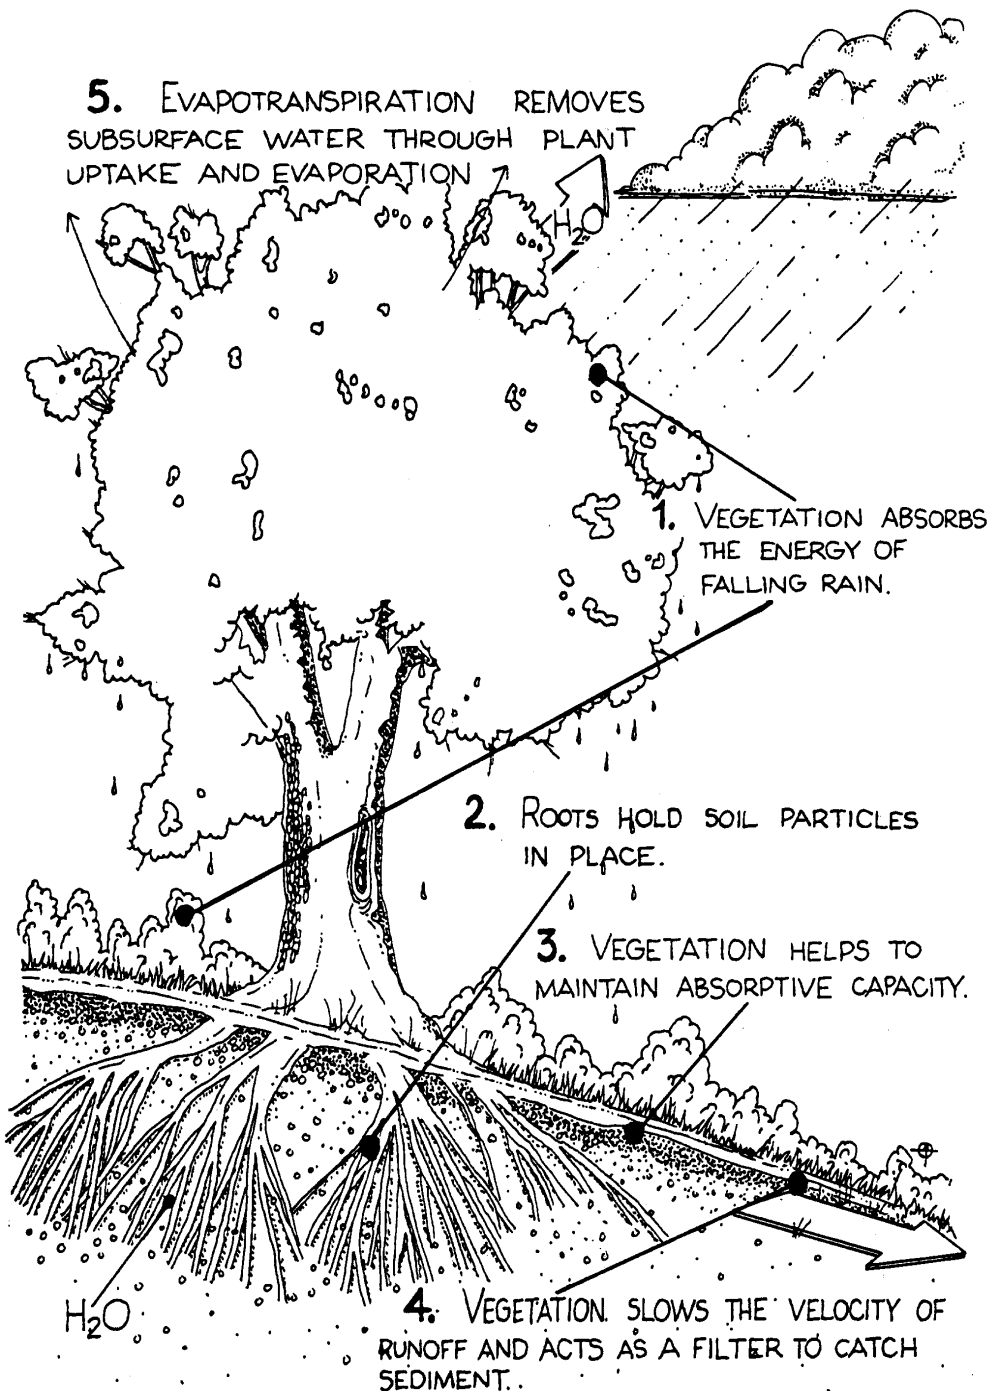 5. EVAPOTRANSPIRATION REMOVES
SUBSURFACE WATER THROUGH PLANT
UPTAKE AND EVAPORATION
H₂O
1. VEGETATION ABSORBS
THE ENERGY OF
FALLING RAIN.
2. ROOTS HOLD SOIL PARTICLES
IN PLACE.
3. VEGETATION HELPS TO
MAINTAIN ABSORPTIVE CAPACITY.
H₂O
4. VEGETATION SLOWS THE VELOCITY OF
RUNOFF AND ACTS AS A FILTER TO CATCH
SEDIMENT.